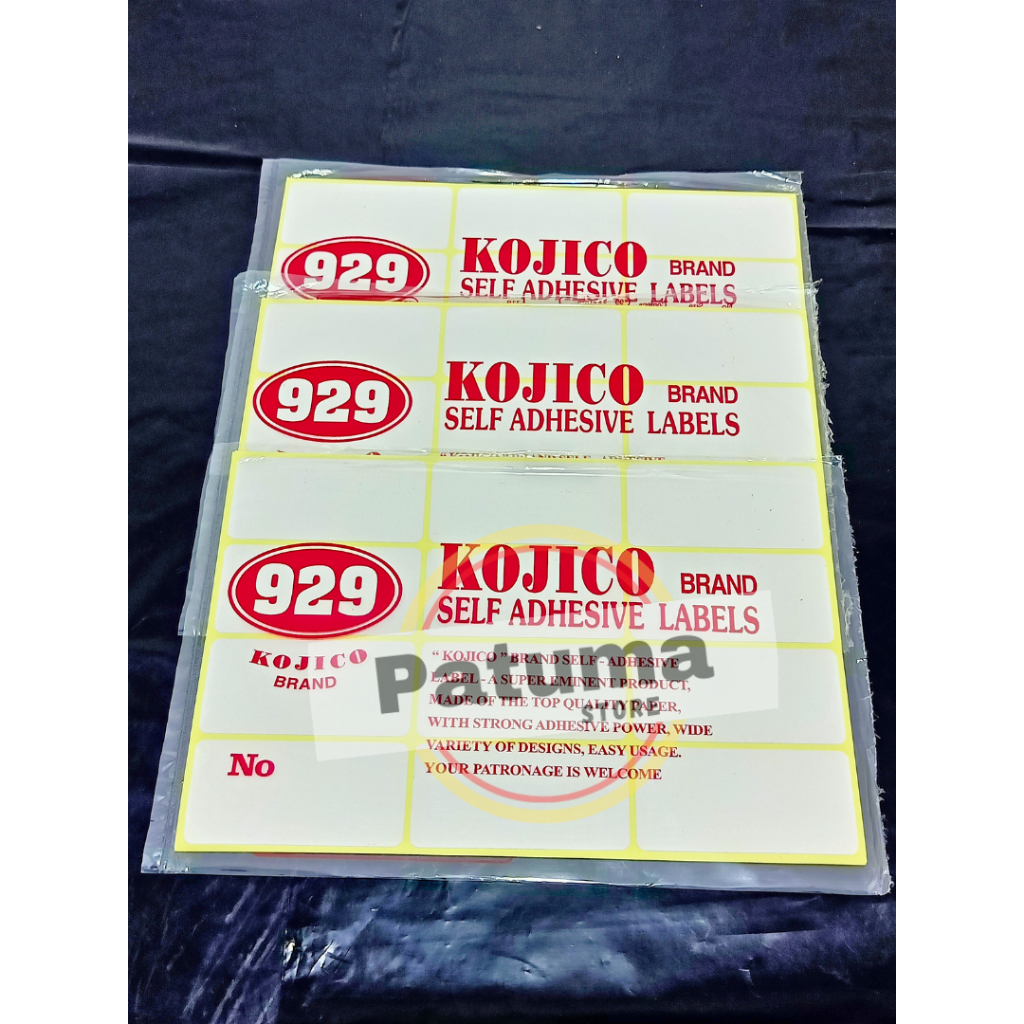 929
KOJICO BRAND
SELF ADHESIVE LABELS
929
KOJICO BRAND
SELF ADHESIVE LABELS
929
KOJICO BRAND
SELF ADHESIVE LABELS
KOJICO
BRAND
No
" KOJICO " BRAND SELF - ADHESIVE
LABEL - A SUPER EMINENT PRODUCT,
MADE OF THE TOP QUALITY PAPER,
WITH STRONG ADHESIVE POWER, WIDE
VARIETY OF DESIGNS, EASY USAGE.
YOUR PATRONAGE IS WELCOME
Patuma
STORE